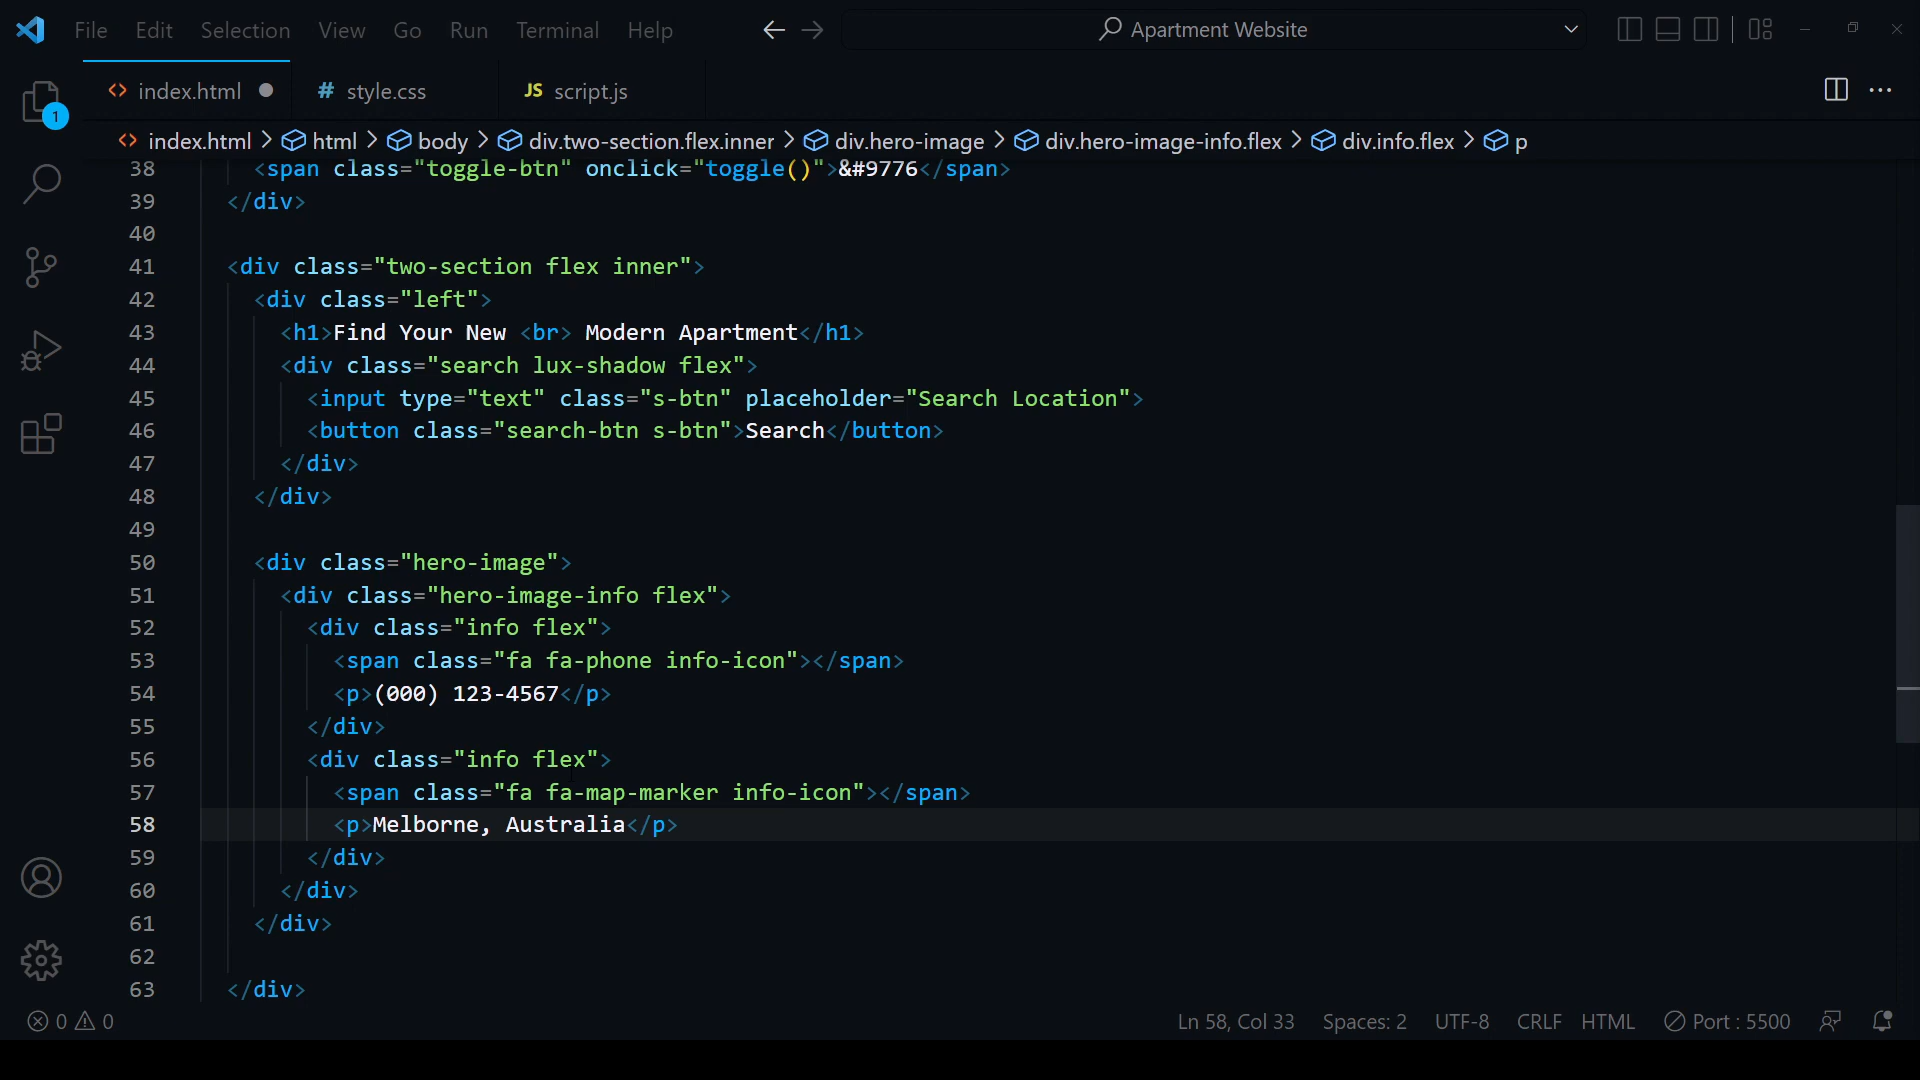 File Edit Selection View Go Run Terminal Help
Apartment Website
index.html # style.css JS script.js
1
index.html > html > body > div.two-section.flex.inner > div.hero-image > div.hero-image-info.flex > div.info.flex > p
38 <span class="toggle-btn" onclick="toggle()">&#9776</span>
39 </div>
40
41 <div class="two-section flex inner">
42 <div class="left">
43 <h1>Find Your New <br> Modern Apartment</h1>
44 <div class="search lux-shadow flex">
45 <input type="text" class="s-btn" placeholder="Search Location">
46 <button class="search-btn s-btn">Search</button>
47 </div>
48 </div>
49
50 <div class="hero-image">
51 <div class="hero-image-info flex">
52 <div class="info flex">
53 <span class="fa fa-phone info-icon"></span>
54 <p>(000) 123-4567</p>
55 </div>
56 <div class="info flex">
57 <span class="fa fa-map-marker info-icon"></span>
58 <p>Melborne, Australia</p>
59 </div>
60 </div>
61 </div>
62
63 </div>
0 0 Ln 58, Col 33 Spaces: 2 UTF-8 CRLF HTML Port : 5500